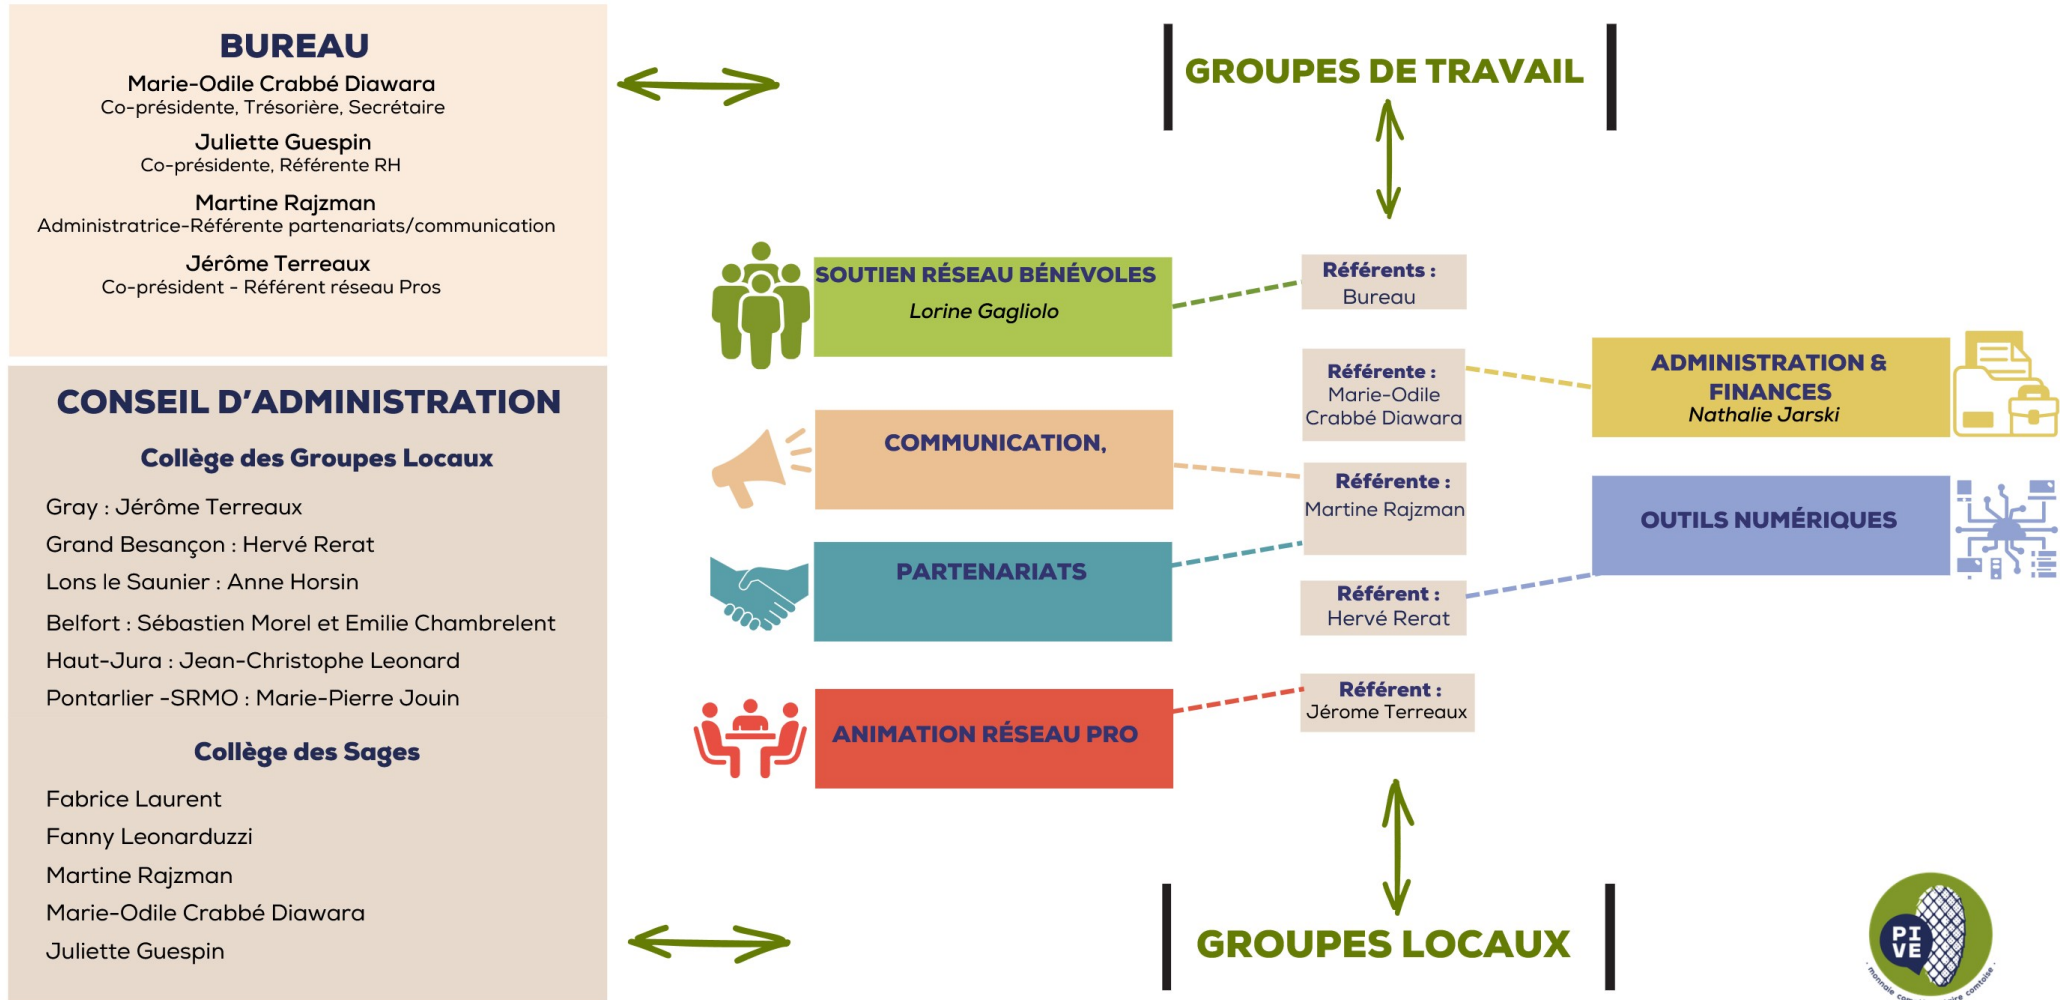 BUREAU
Marie-Odile Crabbé Diawara
Co-présidente, Trésorière, Secrétaire
Juliette Guespin
Co-présidente, Référente RH
Martine Rajzman
Administratrice-Référente partenariats/communication
Jérôme Terreaux
Co-président - Référent réseau Pros
CONSEIL D'ADMINISTRATION
Collège des Groupes Locaux
Gray : Jérôme Terreaux
Grand Besançon : Hervé Rerat
Lons le Saunier : Anne Horsin
Belfort : Sébastien Morel et Emilie Chambrelent
Haut-Jura : Jean-Christophe Leonard
Pontarlier -SRMO : Marie-Pierre Jouin
Collège des Sages
Fabrice Laurent
Fanny Leonarduzzi
Martine Rajzman
Marie-Odile Crabbé Diawara
Juliette Guespin
GROUPES DE TRAVAIL
SOUTIEN RÉSEAU BÉNÉVOLES
Lorine Gagliolo
COMMUNICATION,
PARTENARIATS
ANIMATION RÉSEAU PRO
Référents :
Bureau
Référente :
Marie-Odile
Crabbé Diawara
Référente :
Martine Rajzman
Référent :
Hervé Rerat
Référent :
Jérome Terreaux
ADMINISTRATION &
FINANCES
Nathalie Jarski
OUTILS NUMÉRIQUES
GROUPES LOCAUX
PI
VE
monnaie
comtoise